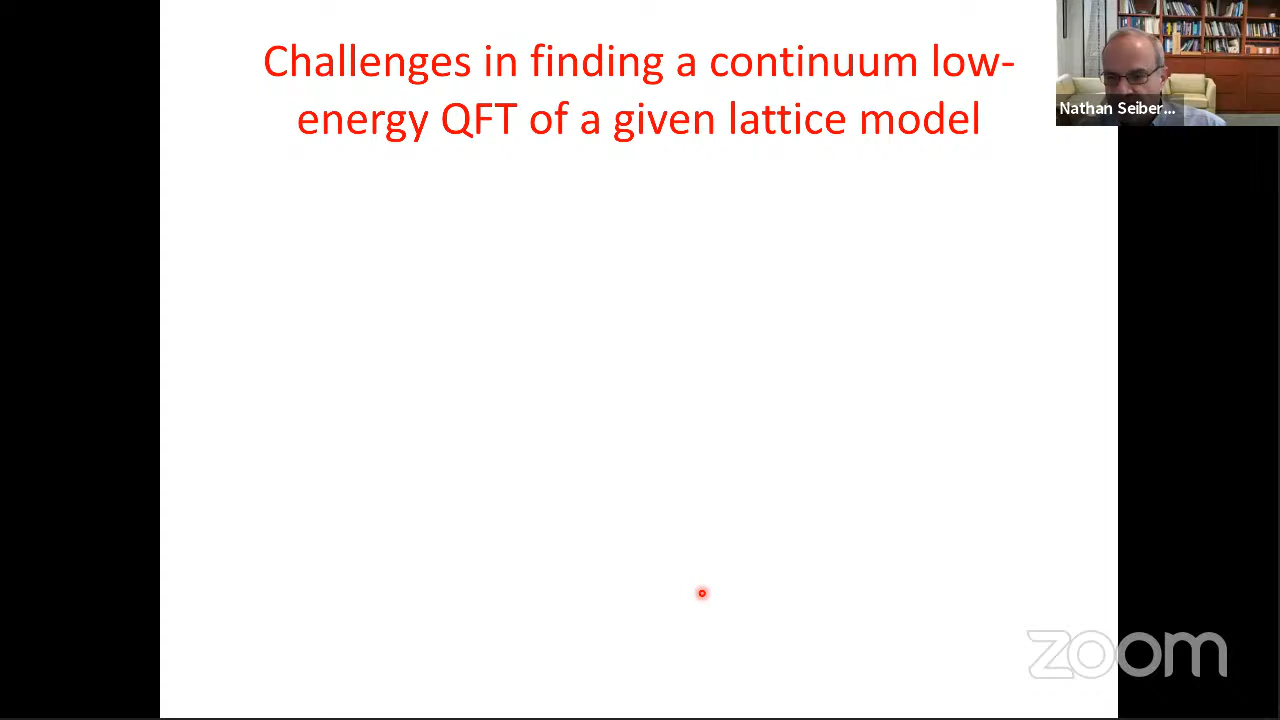 Challenges in finding a continuum low-
energy QFT of a given lattice model
Nathan Seiber...
zoom